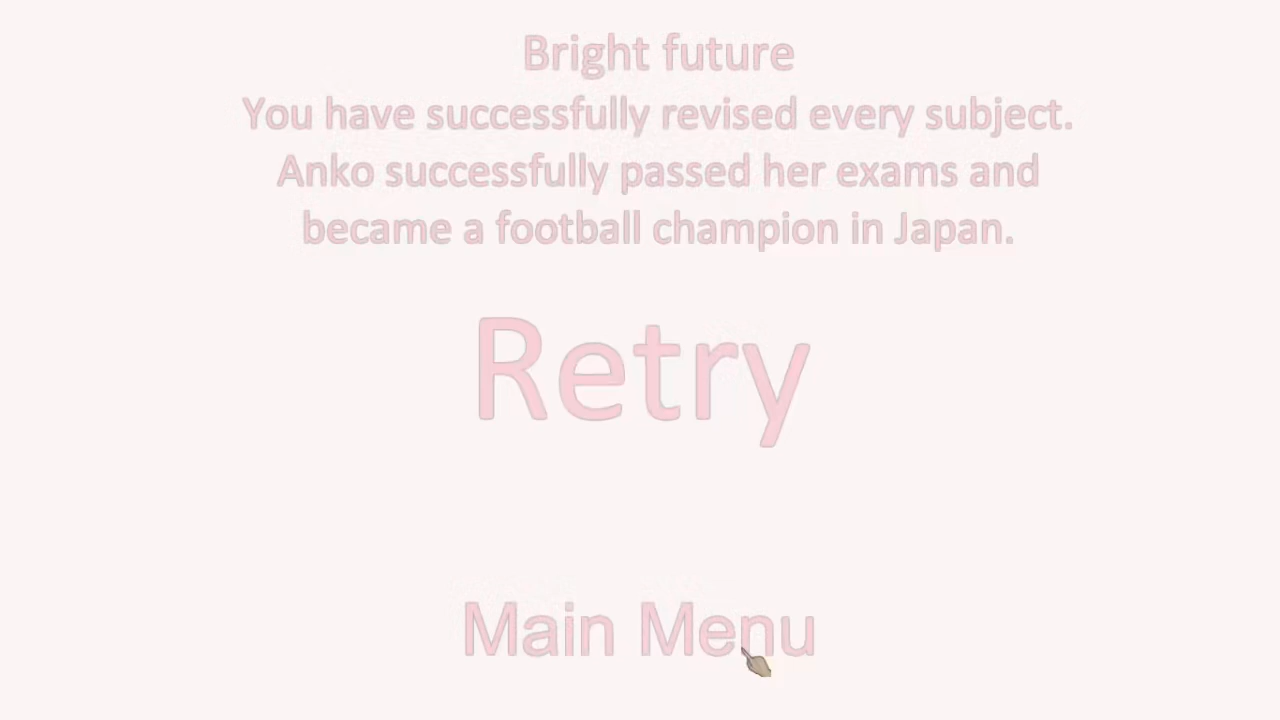 Bright future
You have successfully revised every subject.
Anko successfully passed her exams and
became a football champion in Japan.
Retry
Main Menu